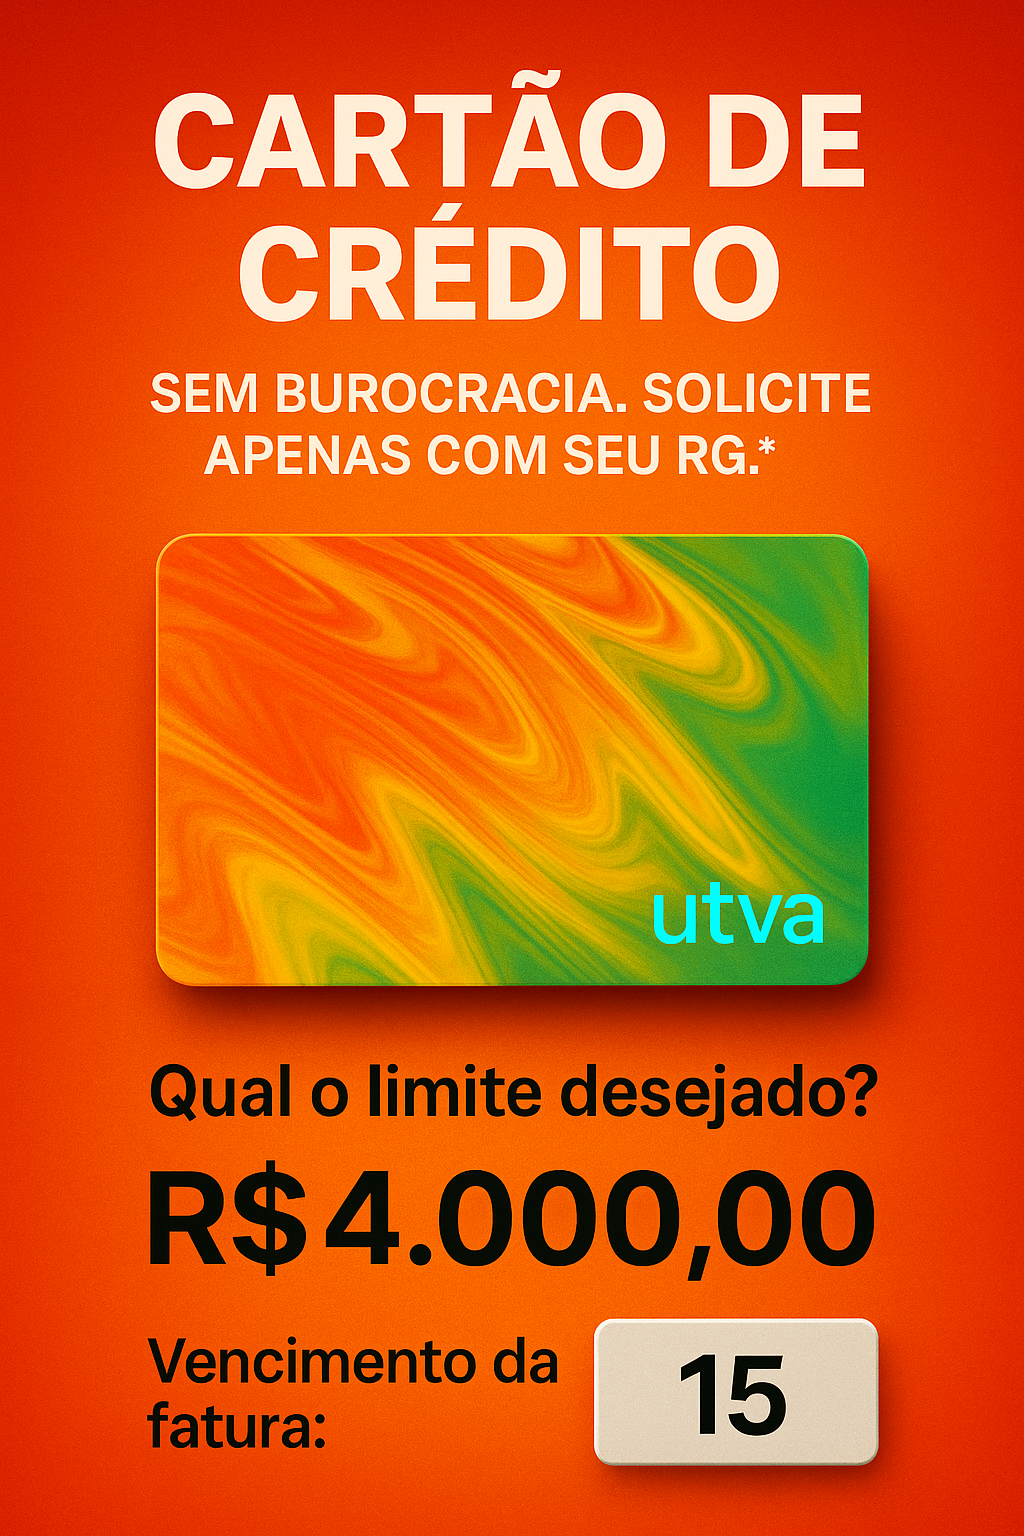 CARTÃO DE
CRÉDITO
SEM BUROCRACIA. SOLICITE
APENAS COM SEU RG.*
utva
Qual o limite desejado?
R$ 4.000,00
Vencimento da
fatura:
15